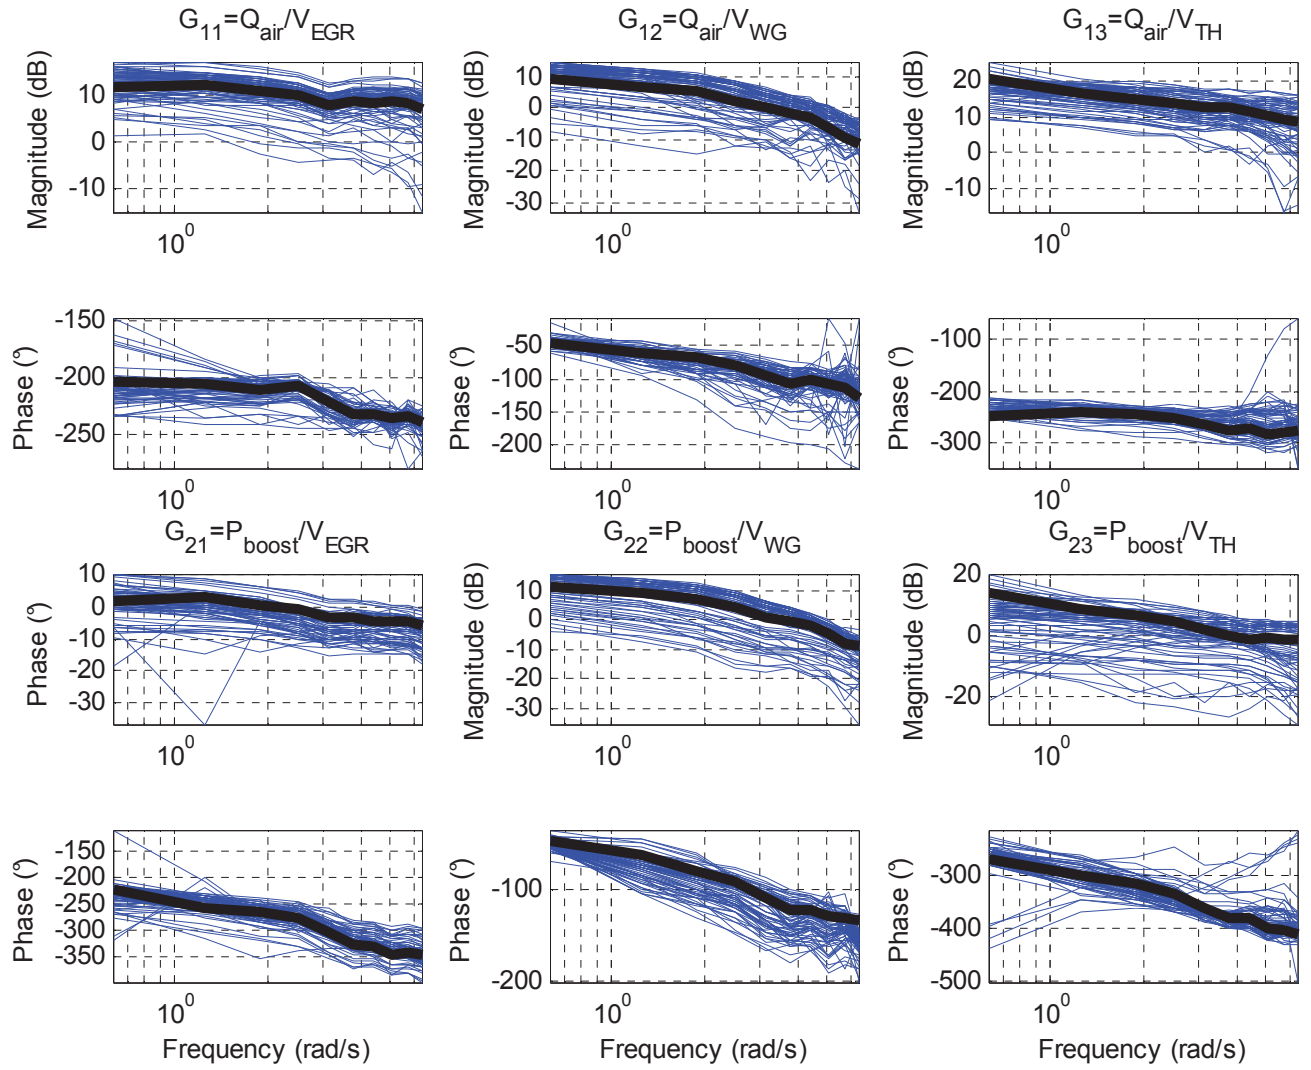 G11=Qair/VEGR G12=Qair/VWG G13=Qair/VTH
Magnitude (dB) 10 0 -10 10^0
Magnitude (dB) 10 0 -10 -20 -30 10^0
Magnitude (dB) 20 10 0 -10 10^0
Phase (°) -150 -200 -250 10^0
Phase (°) -50 -100 -150 -200 10^0
Phase (°) -100 -200 -300 10^0
G21=Pboost/VEGR G22=Pboost/VWG G23=Pboost/VTH
Phase (°) 10 0 -10 -20 -30 10^0
Magnitude (dB) 10 0 -10 -20 -30 10^0
Magnitude (dB) 20 0 -20 10^0
Phase (°) -150 -200 -250 -300 -350 10^0
Phase (°) -100 -200 10^0
Phase (°) -300 -400 -500 10^0
Frequency (rad/s) Frequency (rad/s) Frequency (rad/s)